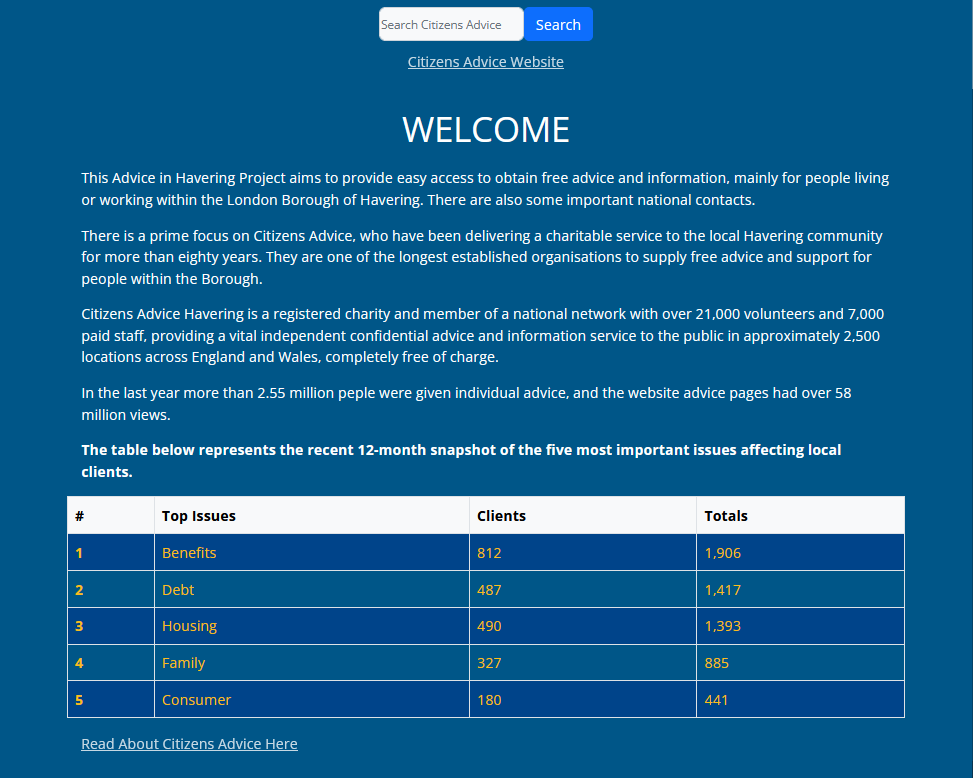 Search Citizens Advice Search
Citizens Advice Website
WELCOME
This Advice in Havering Project aims to provide easy access to obtain free advice and information, mainly for people living
or working within the London Borough of Havering. There are also some important national contacts.
There is a prime focus on Citizens Advice, who have been delivering a charitable service to the local Havering community
for more than eighty years. They are one of the longest established organisations to supply free advice and support for
people within the Borough.
Citizens Advice Havering is a registered charity and member of a national network with over 21,000 volunteers and 7,000
paid staff, providing a vital independent confidential advice and information service to the public in approximately 2,500
locations across England and Wales, completely free of charge.
In the last year more than 2.55 million peple were given individual advice, and the website advice pages had over 58
million views.
The table below represents the recent 12-month snapshot of the five most important issues affecting local
clients.
# Top Issues Clients Totals
1 Benefits 812 1,906
2 Debt 487 1,417
3 Housing 490 1,393
4 Family 327 885
5 Consumer 180 441
Read About Citizens Advice Here